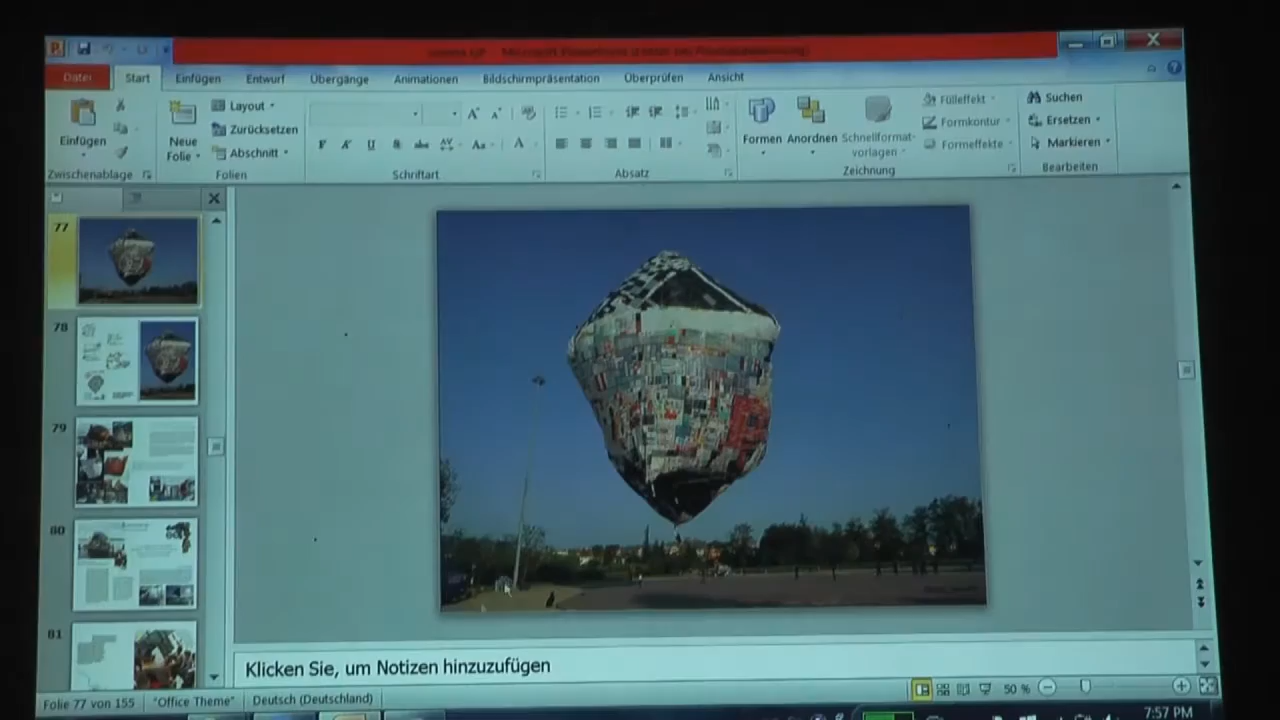 Datei Start Einfügen Entwurf Übergänge Animationen Bildschirmpräsentation Überprüfen Ansicht
Layout
Suchen
Fülleffekt
Zurücksetzen
Formkontur
Ersetzen
Einfügen
Neue
Folie
Formen
Anordnen
Schnellformat-
vorlagen
Abschnitt
Formeffekte
Markieren
Zwischenablage
Folien
Schriftart
Absatz
Zeichnung
Bearbeiten
77
78
79
80
81
Klicken Sie, um Notizen hinzuzufügen
Folie 77 von 155
"Office Theme"
Deutsch (Deutschland)
50 %
7:57 PM